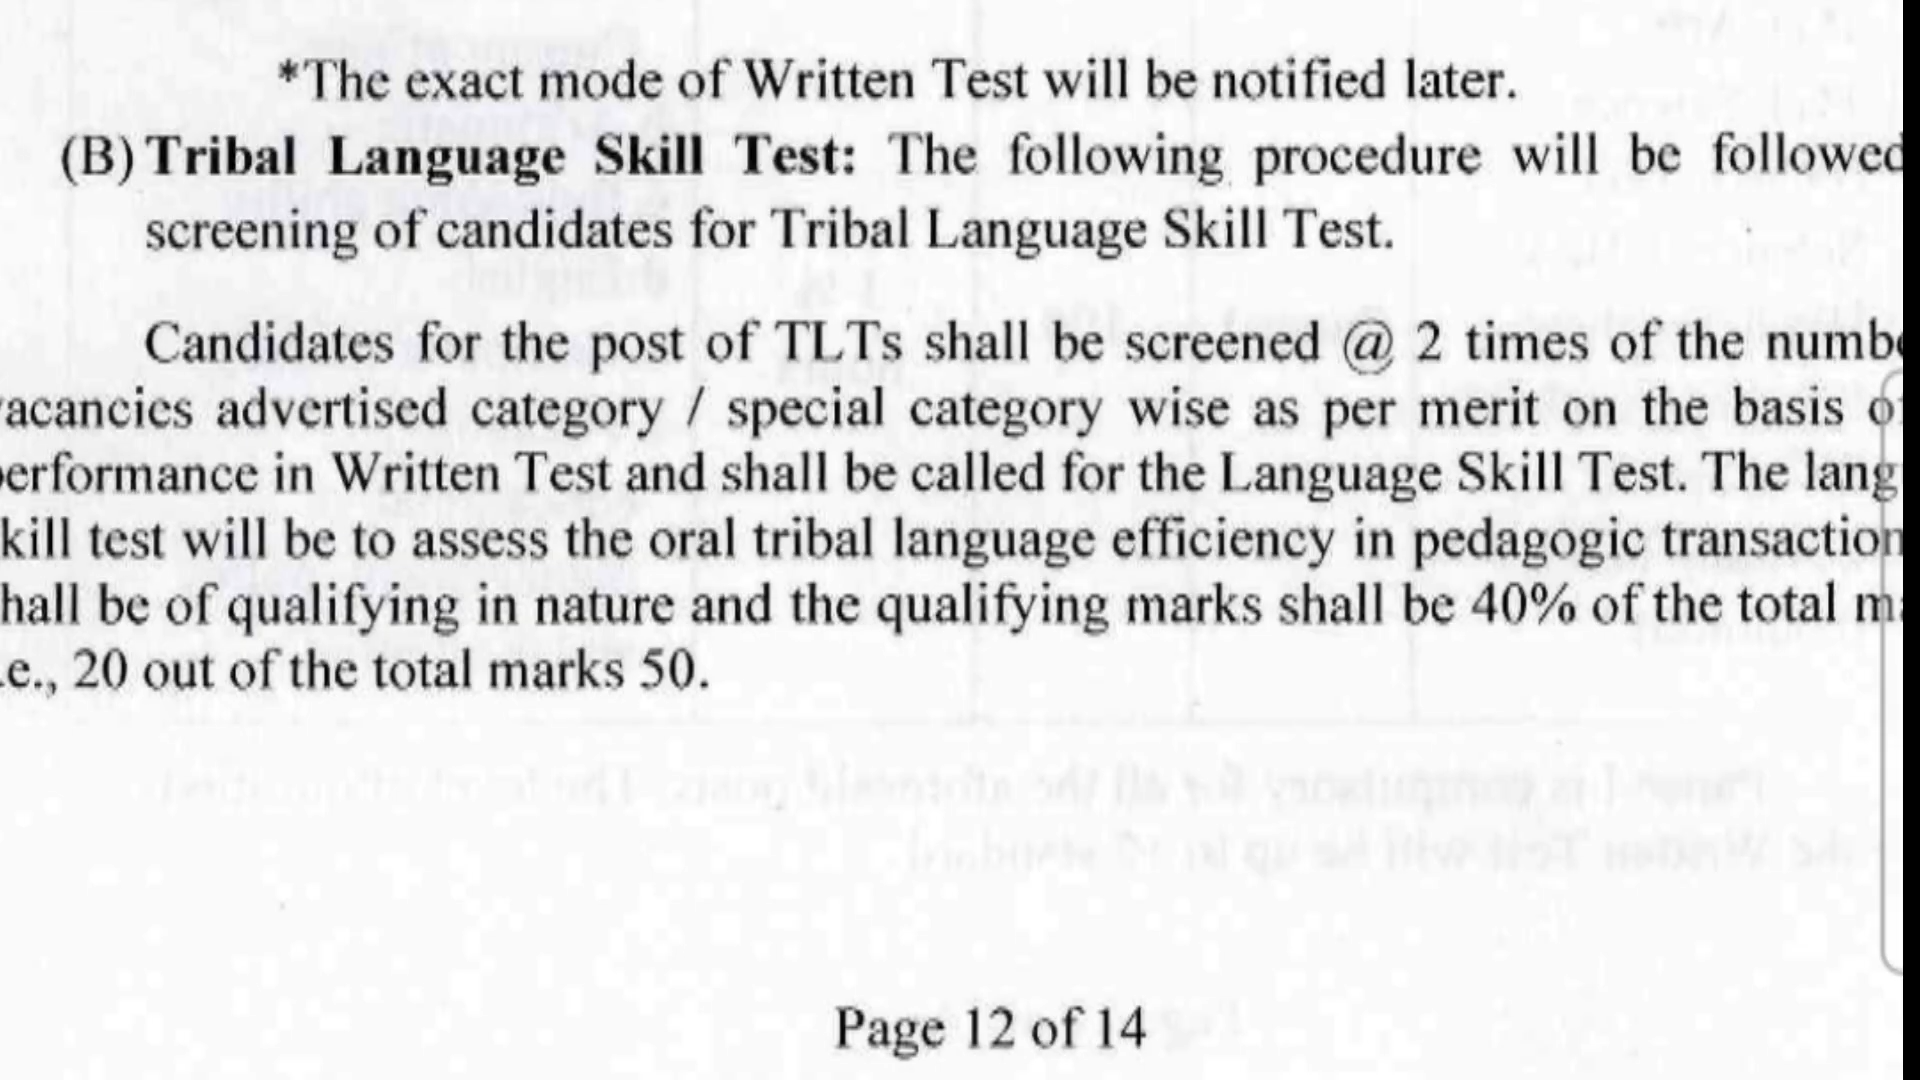 *The exact mode of Written Test will be notified later.
(B) Tribal Language Skill Test: The following procedure will be followed
screening of candidates for Tribal Language Skill Test.
Candidates for the post of TLTs shall be screened @ 2 times of the numbe
acancies advertised category / special category wise as per merit on the basis of
erformance in Written Test and shall be called for the Language Skill Test. The lang
kill test will be to assess the oral tribal language efficiency in pedagogic transaction
hall be of qualifying in nature and the qualifying marks shall be 40% of the total ma
.e., 20 out of the total marks 50.
Page 12 of 14